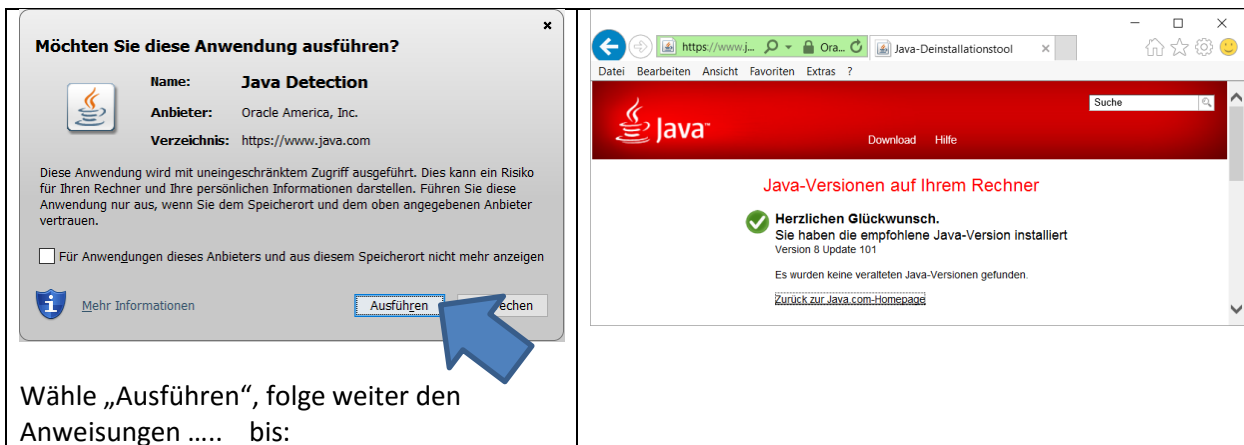 Möchten Sie diese Anwendung ausführen?
Name: Java Detection
Anbieter: Oracle America, Inc.
Verzeichnis: https://www.java.com
Diese Anwendung wird mit uneingeschränktem Zugriff ausgeführt. Dies kann ein Risiko
für Ihren Rechner und Ihre persönlichen Informationen darstellen. Führen Sie diese
Anwendung nur aus, wenn Sie dem Speicherort und dem oben angegebenen Anbieter
vertrauen.
Für Anwendungen dieses Anbieters und aus diesem Speicherort nicht mehr anzeigen
Mehr Informationen
Ausführen
echen
Wähle „Ausführen“, folge weiter den
Anweisungen ….. bis:
https://www.j... Ora... Java-Deinstallationstool
Datei Bearbeiten Ansicht Favoriten Extras ?
Suche
Java™
Download Hilfe
Java-Versionen auf Ihrem Rechner
Herzlichen Glückwunsch.
Sie haben die empfohlene Java-Version installiert
Version 8 Update 101
Es wurden keine veralteten Java-Versionen gefunden.
Zurück zur Java.com-Homepage